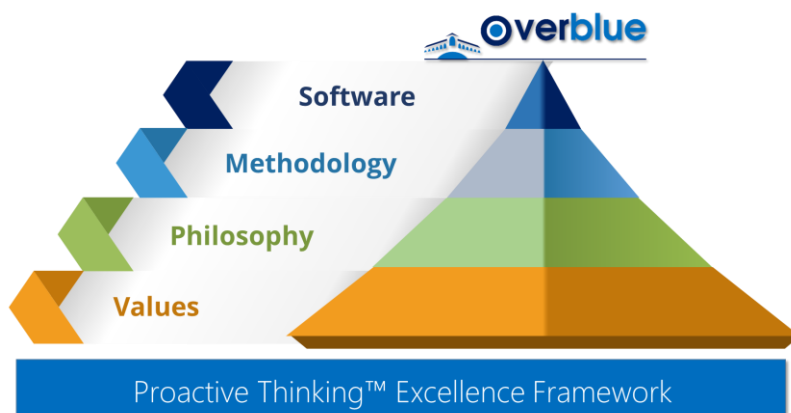 overblue
Software
Methodology
Philosophy
Values
Proactive Thinking™ Excellence Framework